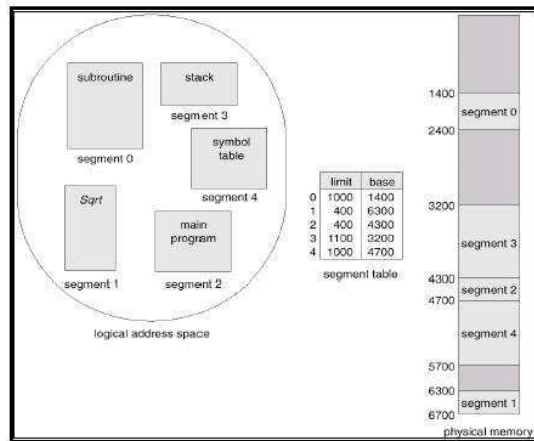 subroutine
segment 0
stack
segment 3
symbol
table
segment 4
Sqrt
segment 1
main
program
segment 2
logical address space
limit base
0 1000 1400
1 400 6300
2 400 4300
3 1100 3200
4 1000 4700
segment table
1400
segment 0
2400
3200
segment 3
4300
segment 2
4700
segment 4
5700
6300
segment 1
6700
physical memory